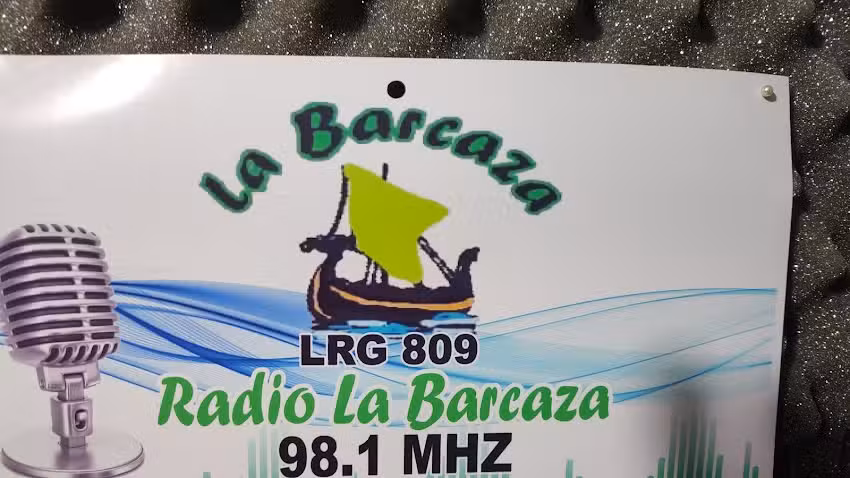 La Barcaza
LRG 809
Radio La Barcaza
98.1 MHZ